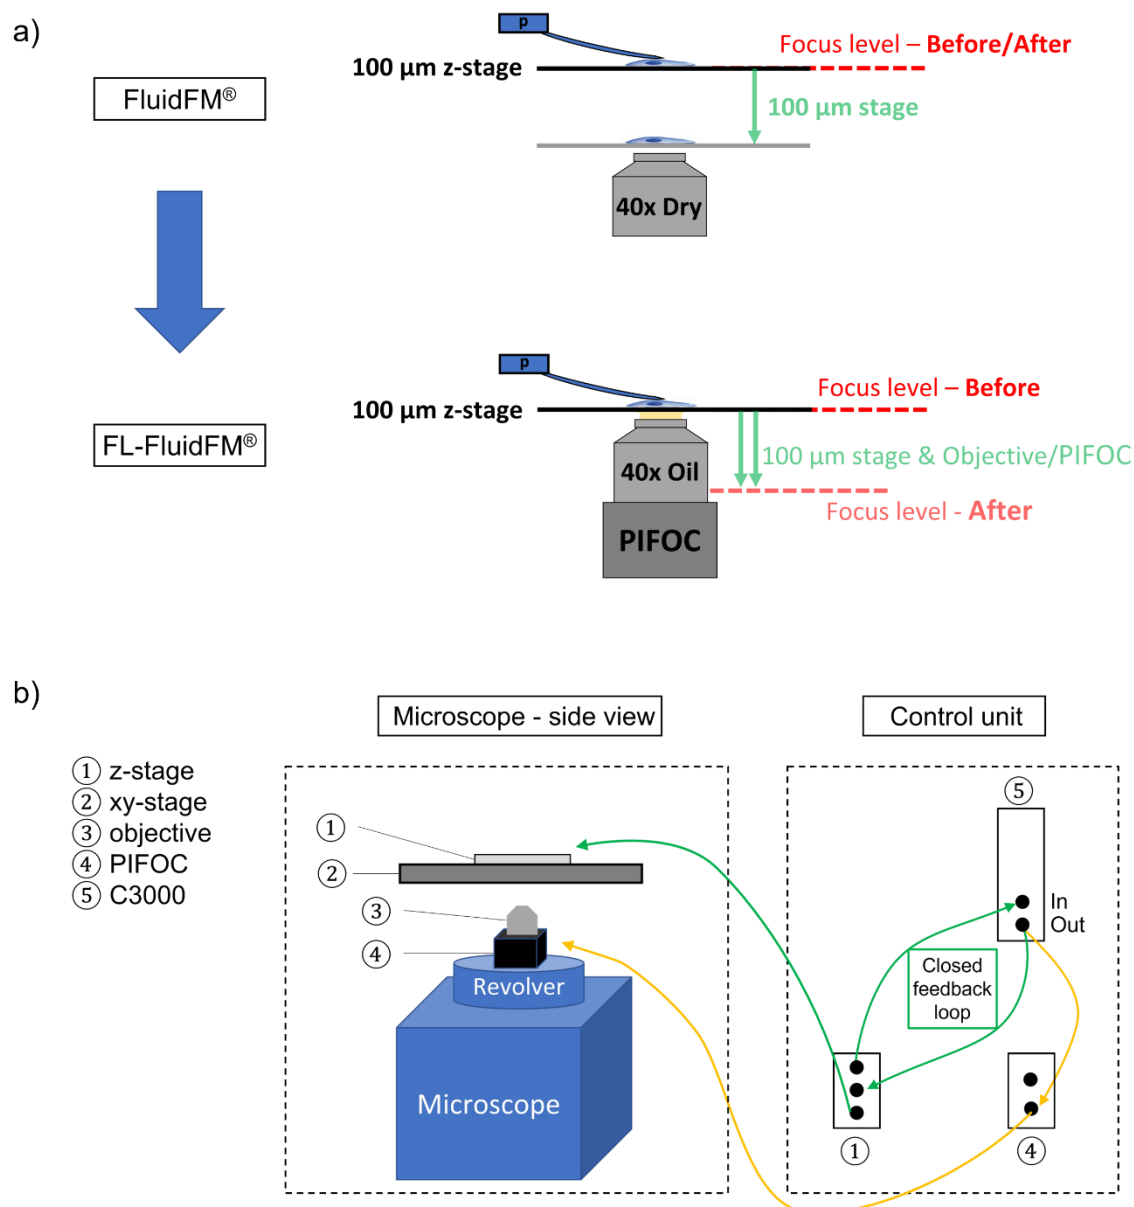 a)
p
Focus level – Before/After
100 µm z-stage
FluidFM®
100 µm stage
40x Dry
p
Focus level – Before
100 µm z-stage
FL-FluidFM®
100 µm stage & Objective/PIFOC
40x Oil
Focus level - After
PIFOC
b)
Microscope - side view
Control unit
① z-stage
② xy-stage
③ objective
④ PIFOC
⑤ C3000
①
②
③
④
Revolver
Microscope
⑤
In
Out
Closed
feedback
loop
①
④